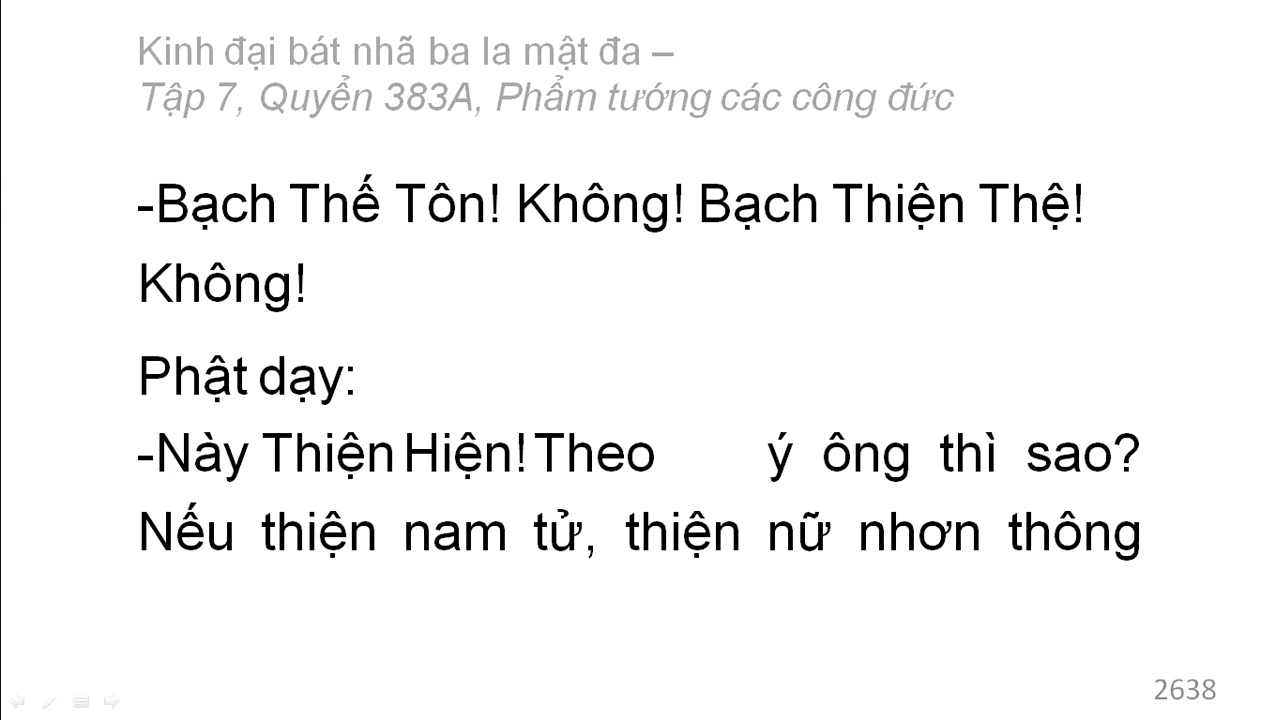 Kinh đại bát nhã ba la mật đa –
Tập 7, Quyển 383A, Phẩm tướng các công đức
-Bạch Thế Tôn! Không! Bạch Thiện Thệ!
Không!
Phật dạy:
-Này Thiện Hiện! Theo ý ông thì sao?
Nếu thiện nam tử, thiện nữ nhơn thông
2638